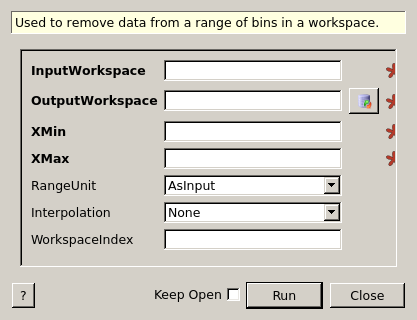 Used to remove data from a range of bins in a workspace.
InputWorkspace
OutputWorkspace
XMin
XMax
RangeUnit AsInput
Interpolation None
WorkspaceIndex
? Keep Open Run Close